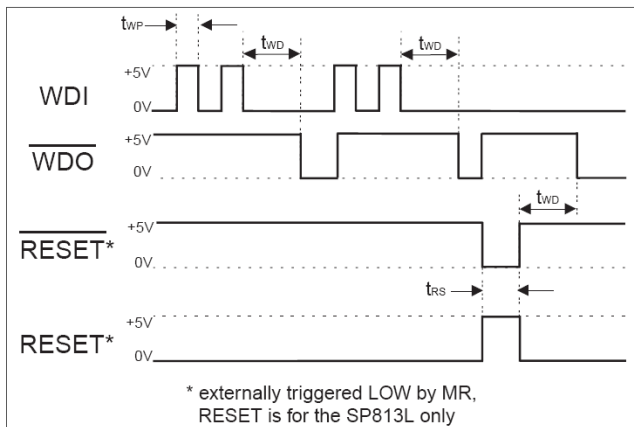 tWP
tWD
tWD
+5V
WDI
0V
+5V
WDO
0V
tWD
+5V
RESET*
0V
tRS
+5V
RESET*
0V
* externally triggered LOW by MR,
RESET is for the SP813L only